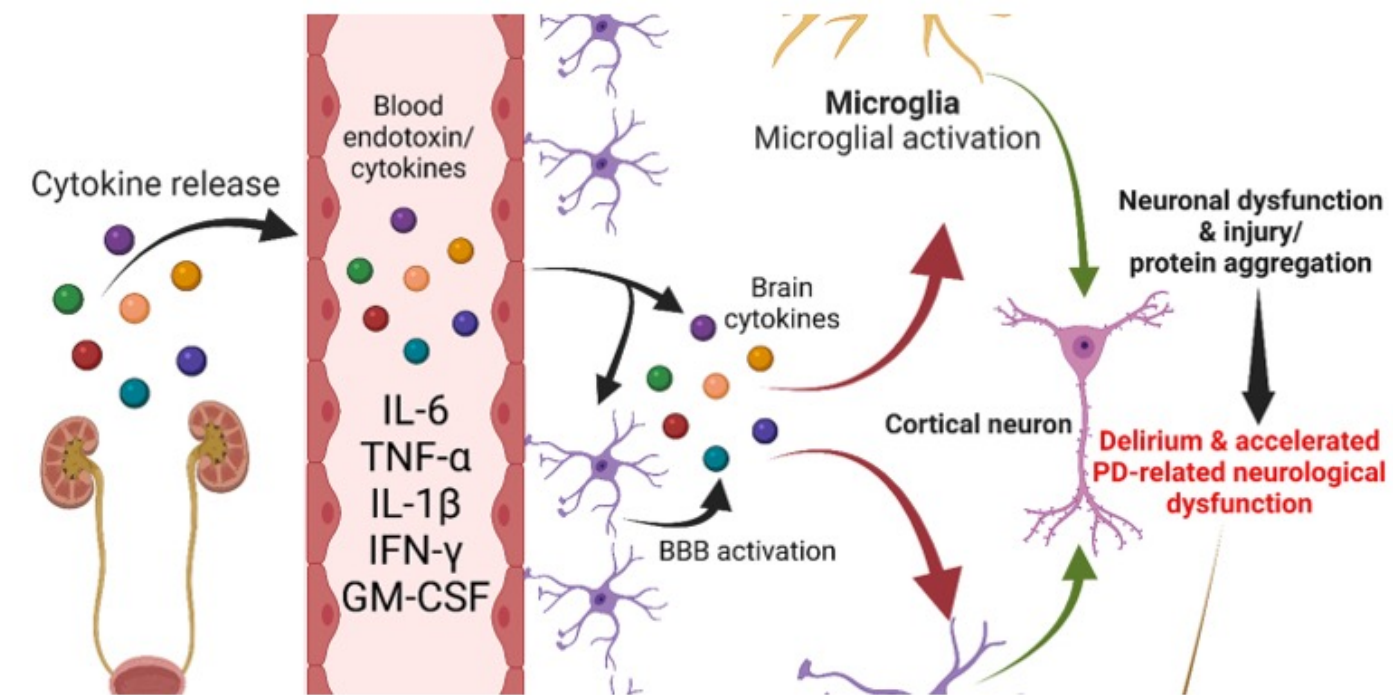 Cytokine release
Blood
endotoxin/
cytokines
IL-6
TNF-α
IL-1β
IFN-γ
GM-CSF
Brain
cytokines
BBB activation
Microglia
Microglial activation
Cortical neuron
Neuronal dysfunction
& injury/
protein aggregation
Delirium & accelerated
PD-related neurological
dysfunction